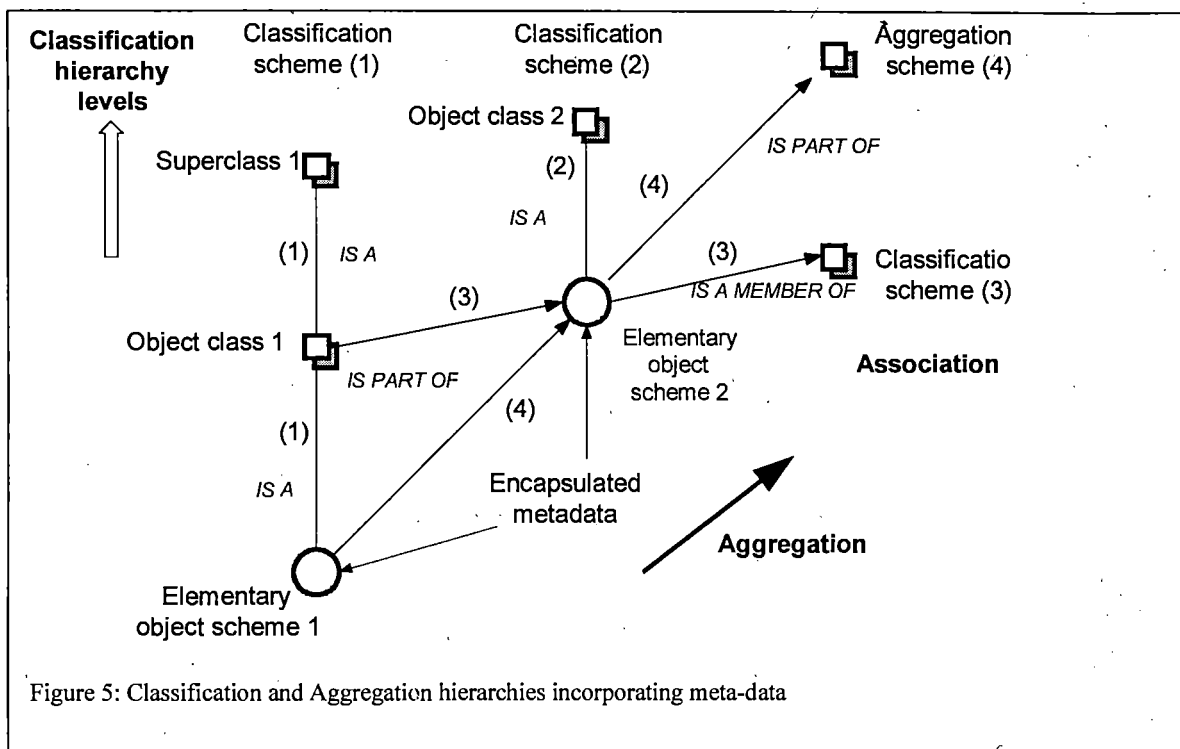 Classification
hierarchy
levels
Classification
scheme (1)
Classification
scheme (2)
Aggregation
scheme (4)
Object class 2
Superclass 1
(2)
IS PART OF
(4)
IS A
(1)
IS A
(3)
(3)
Classificatio
scheme (3)
IS A MEMBER OF
Object class 1
IS PART OF
Elementary
object
scheme 2
Association
(4)
(1)
IS A
Encapsulated
metadata
Aggregation
Elementary
object scheme 1
Figure 5: Classification and Aggregation hierarchies incorporating meta-data